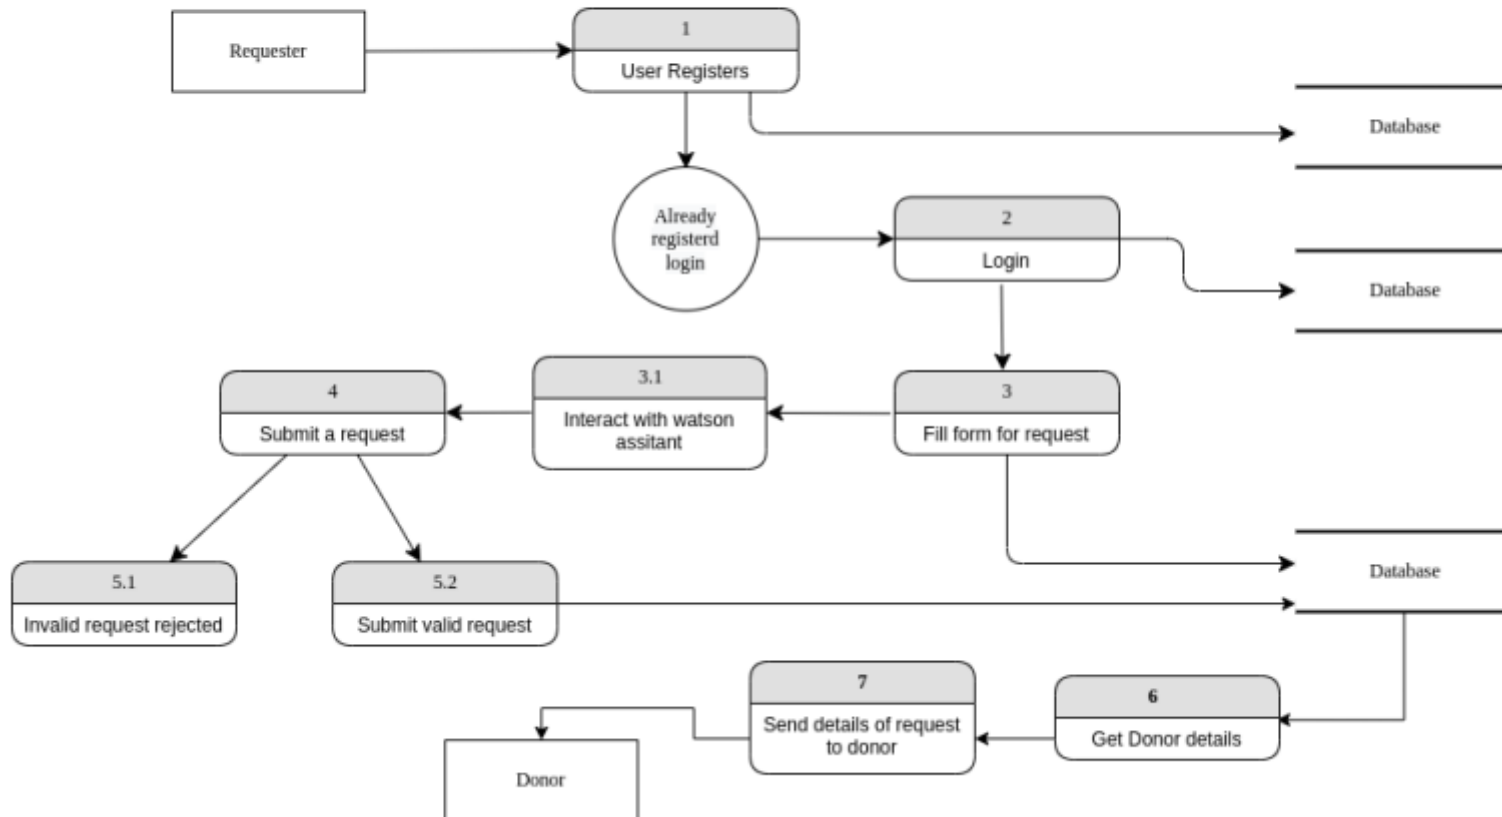 1
Requester
User Registers
Database
Already
registerd
login
2
Login
Database
3.1
Interact with watson
assitant
4
Submit a request
3
Fill form for request
5.1
Invalid request rejected
5.2
Submit valid request
Database
7
Send details of request
to donor
6
Get Donor details
Donor